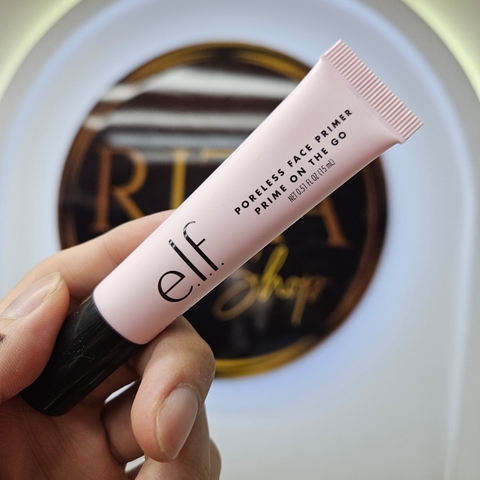 PORELESS FACE PRIMER
PRIME ON THE GO
NET 0.51 FL OZ (15 mL)
e.l.f.
Shop